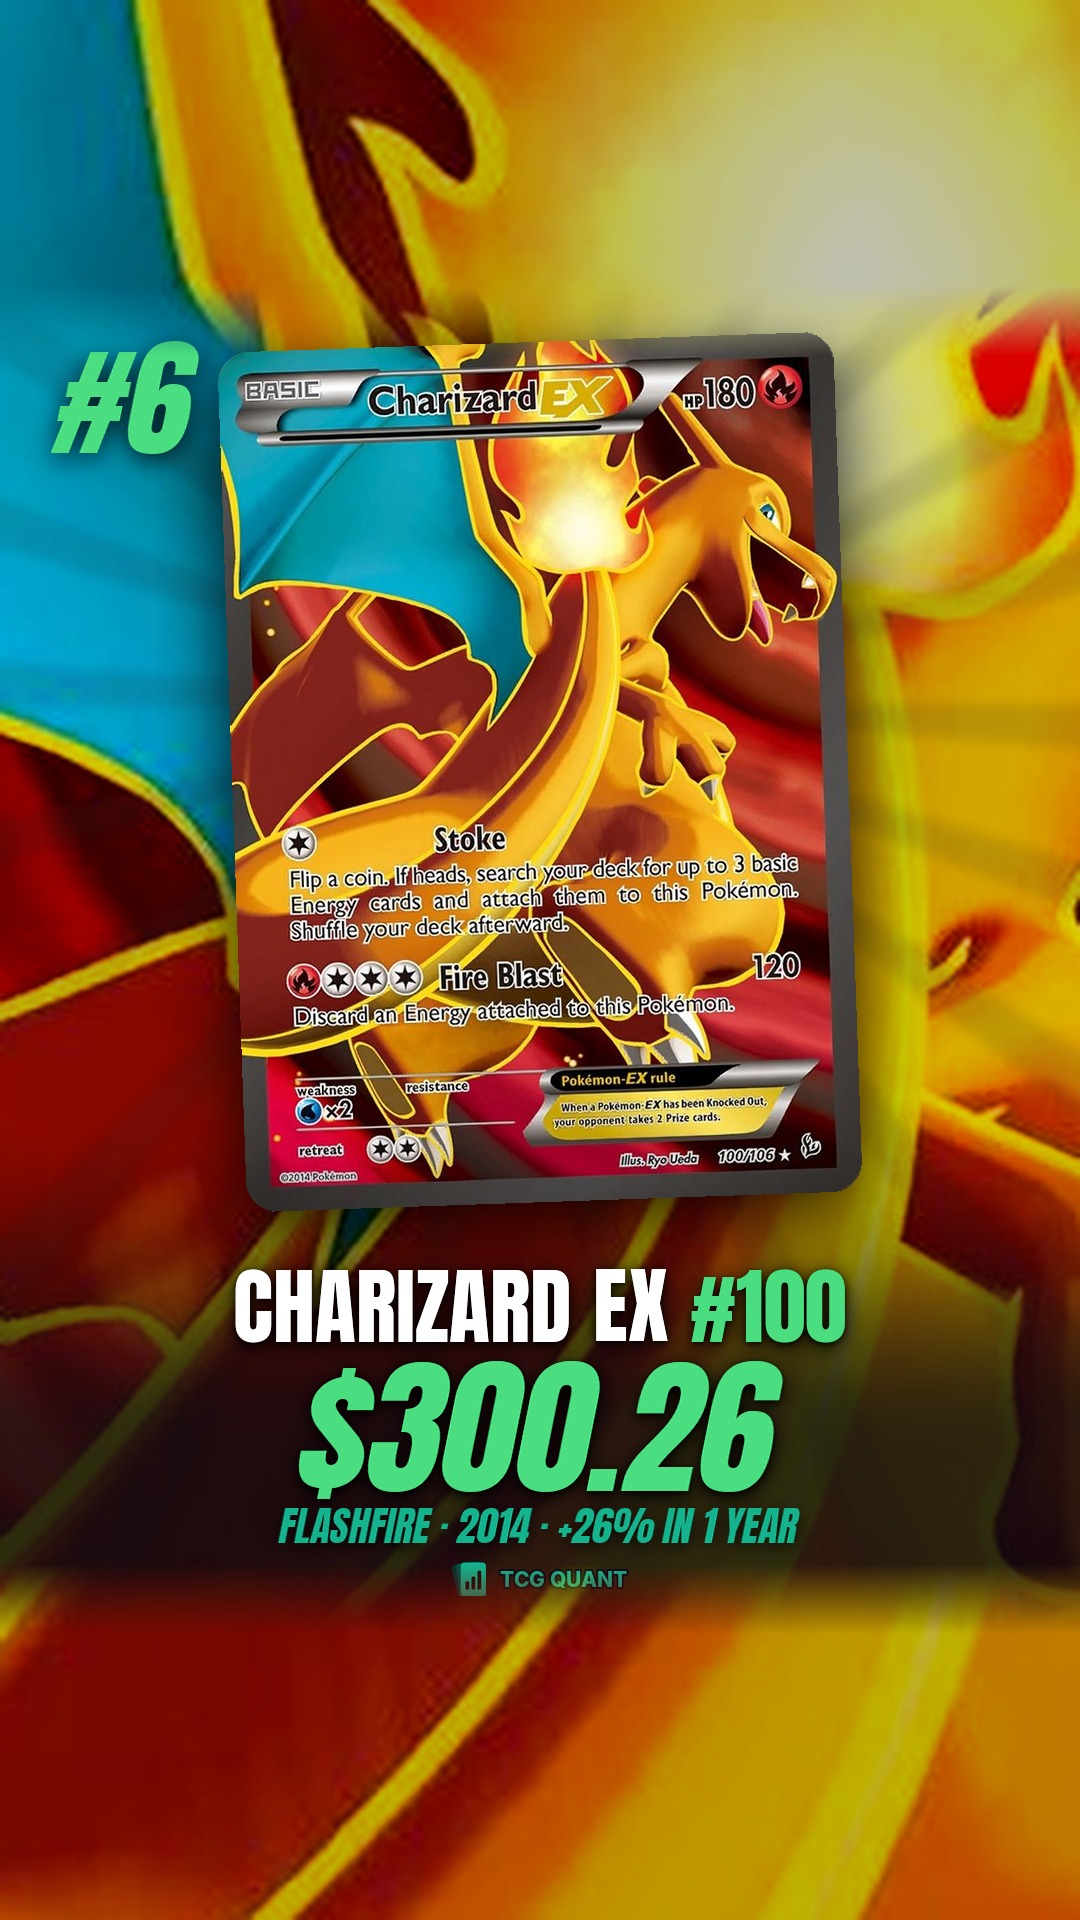 #6
BASIC
Charizard EX
HP 180
Stoke
Flip a coin. If heads, search your deck for up to 3 basic
Energy cards and attach them to this Pokémon.
Shuffle your deck afterward.
Fire Blast 120
Discard an Energy attached to this Pokémon.
weakness resistance
×2
Pokémon-EX rule
When a Pokémon-EX has been Knocked Out,
your opponent takes 2 Prize cards.
retreat
Illus. Ryo Ueda 100/106
©2014 Pokémon
CHARIZARD EX #100
$300.26
FLASHFIRE · 2014 · +26% IN 1 YEAR
TCG QUANT